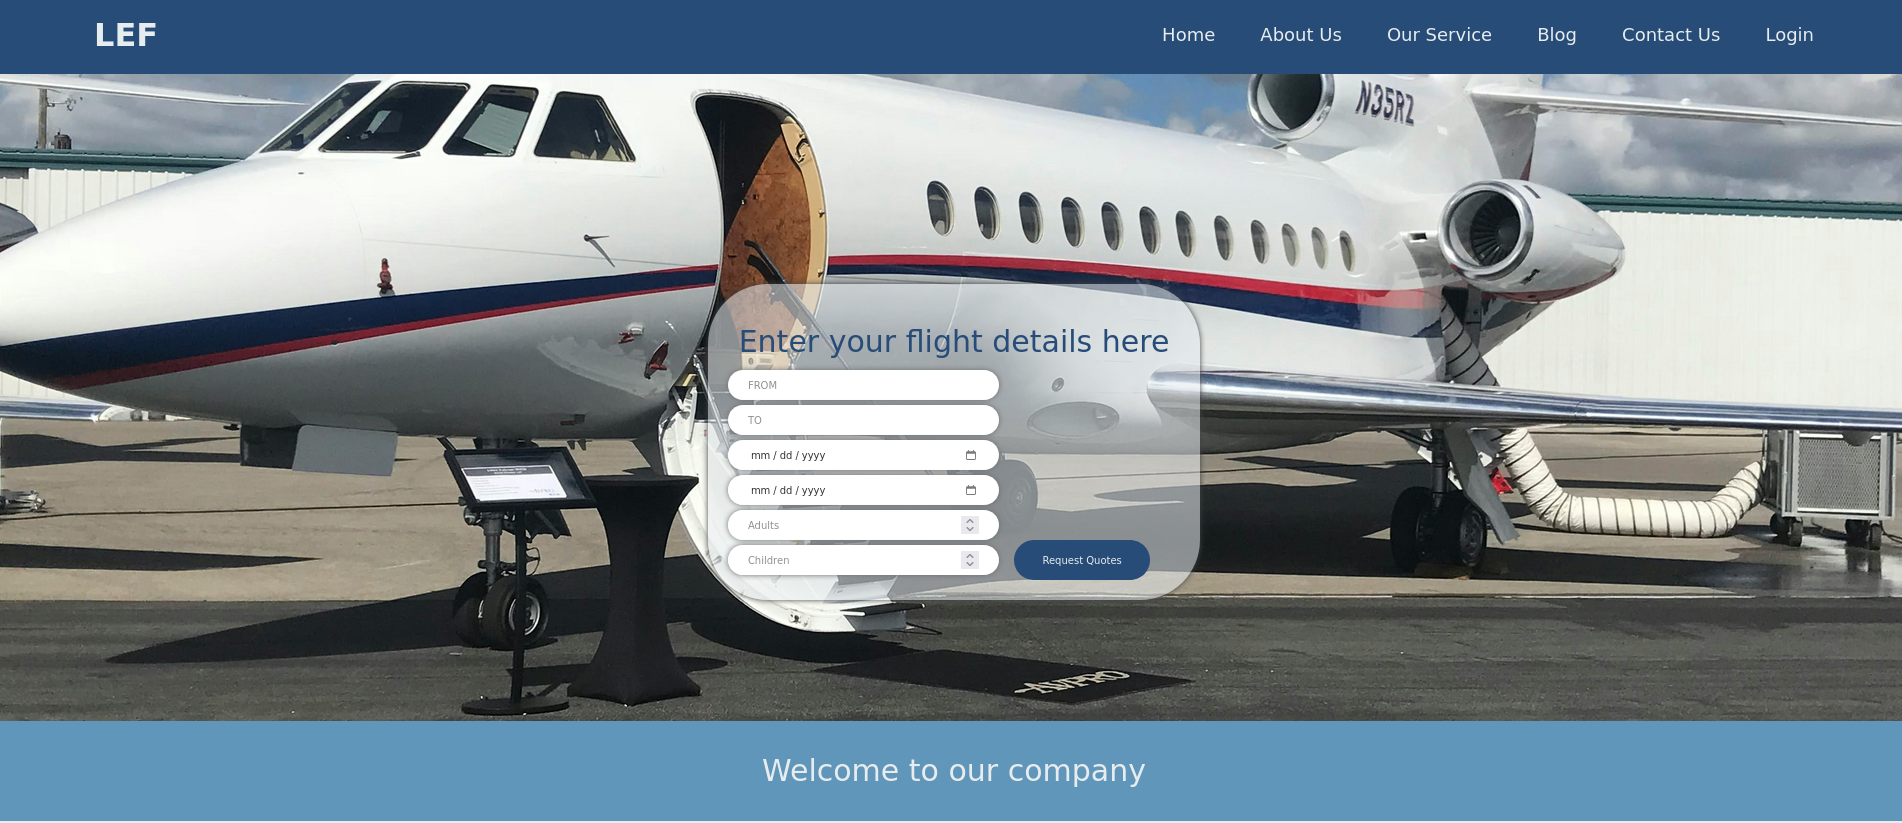 LEF
Home
About Us
Our Service
Blog
Contact Us
Login
N35RZ
Enter your flight details here
FROM
TO
mm / dd / yyyy
mm / dd / yyyy
Adults
Children
Request Quotes
AVPRO
Welcome to our company